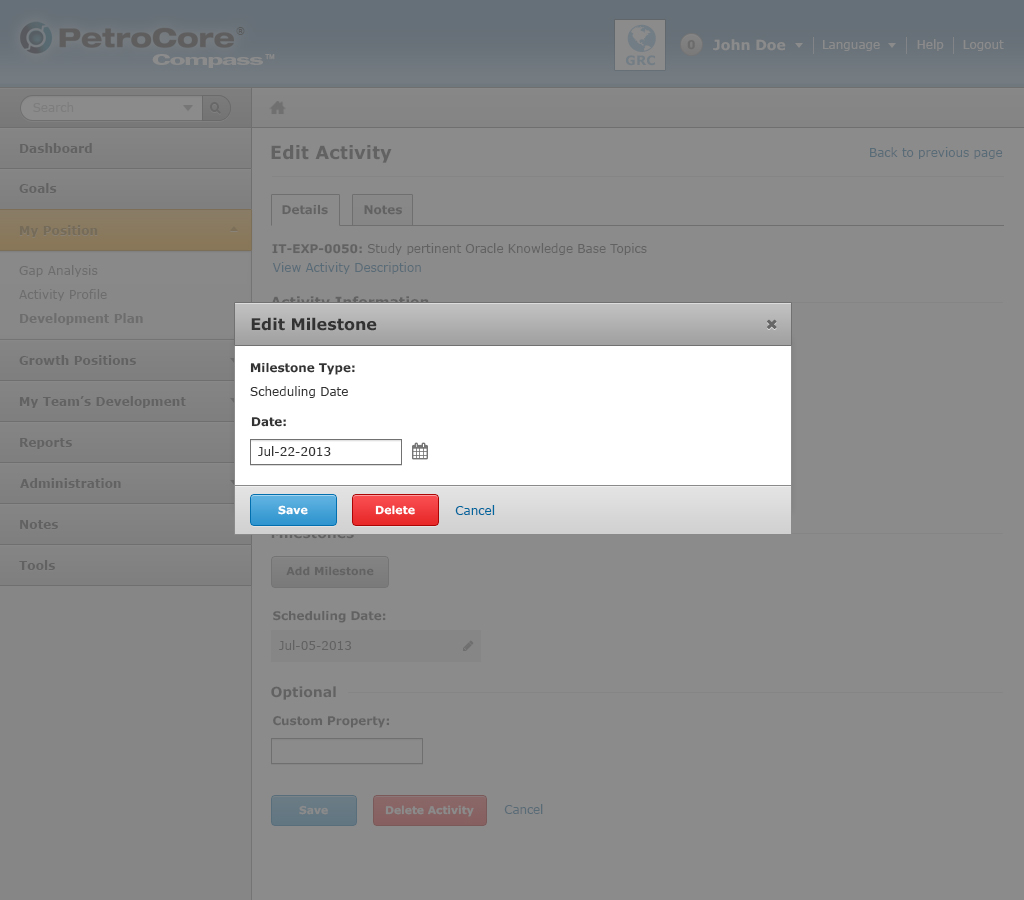 PetroCore®
Compass™
GRC
0 John Doe Language Help Logout
Search
Dashboard
Goals
My Position
Gap Analysis
Activity Profile
Development Plan
Growth Positions
My Team's Development
Reports
Administration
Notes
Tools
Edit Activity
Back to previous page
Details Notes
IT-EXP-0050: Study pertinent Oracle Knowledge Base Topics
View Activity Description
Activity Information
Edit Milestone
Milestone Type:
Scheduling Date
Date:
Jul-22-2013
Save Delete Cancel
Milestones
Add Milestone
Scheduling Date:
Jul-05-2013
Optional
Custom Property:
Save Delete Activity Cancel